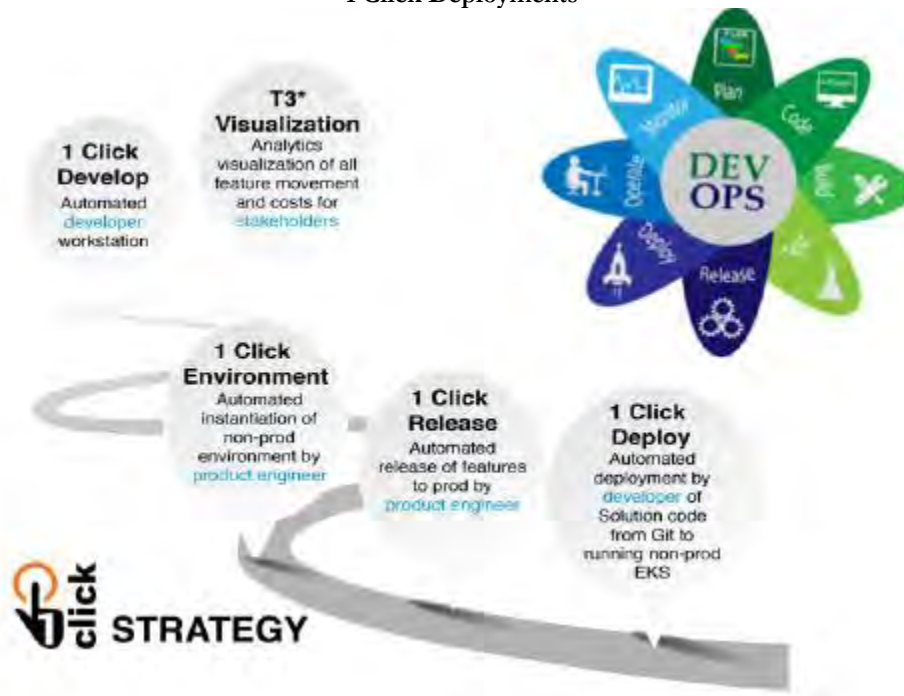 1 Click Deployments
1 Click
Develop
Automated
developer
workstation
T3*
Visualization
Analytics
visualization of all
feature movement
and costs for
stakeholders
Plan
Code
Build
Release
Deploy
Operate
Monitor
DEV
OPS
1 Click
Environment
Automated
instantiation of
non-prod
environment by
product engineer
1 Click
Release
Automated
release of features
to prod by
product engineer
1 Click
Deploy
Automated
deployment by
developer of
Solution code
from Git to
running non-prod
EKS
1
click
STRATEGY